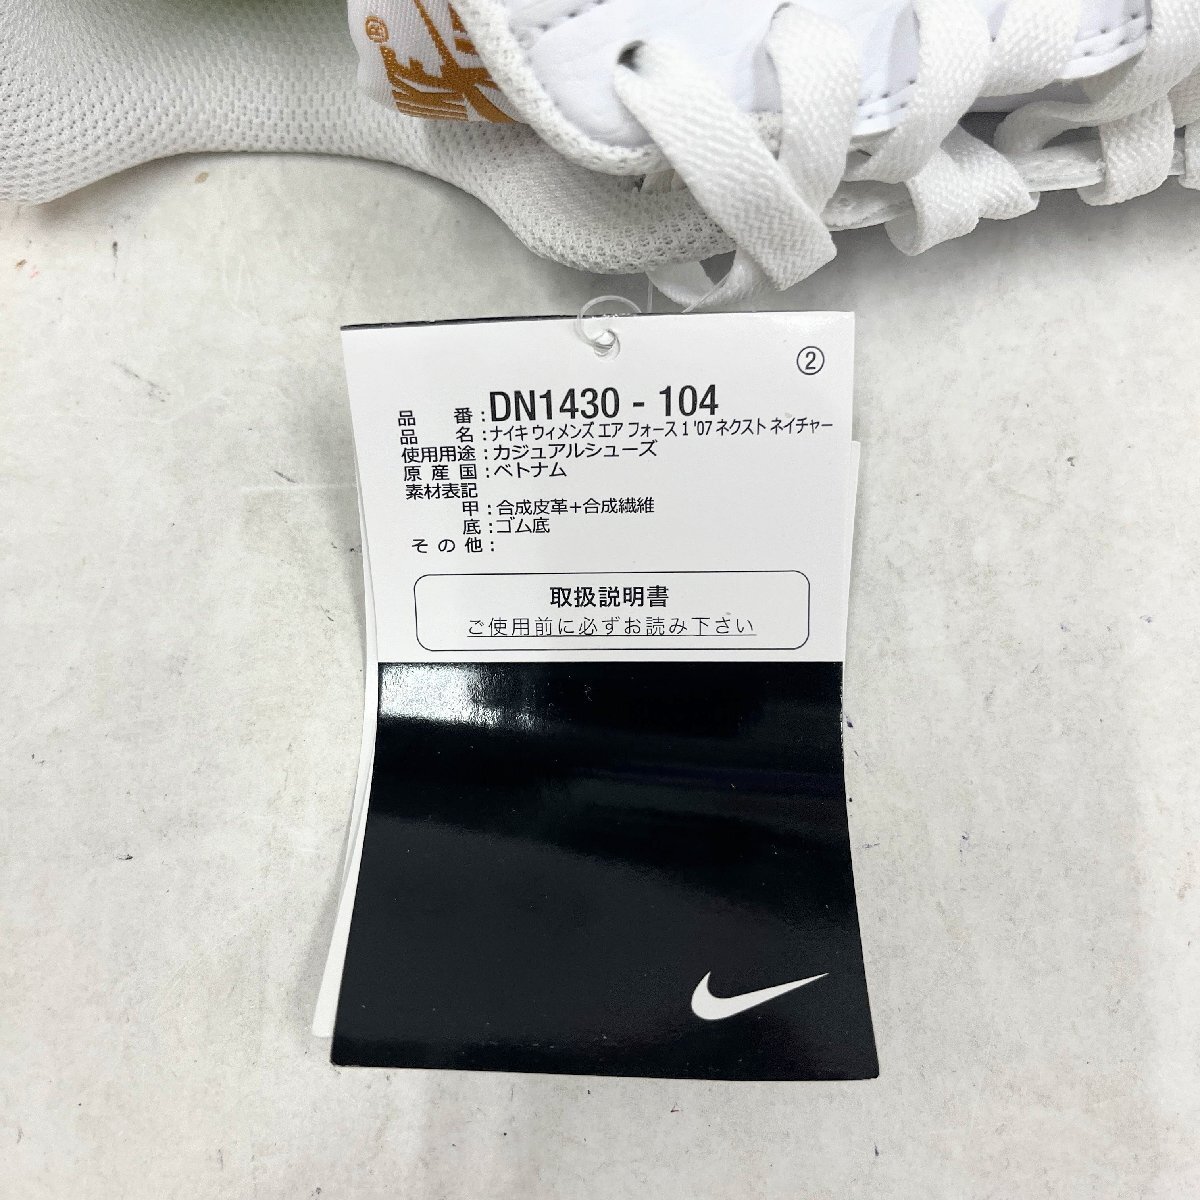 NIKE®
②
品番:DN1430 - 104
品名:ナイキ ウィメンズ エア フォース 1 '07 ネクスト ネイチャー
使用用途:カジュアルシューズ
原産国:ベトナム
素材表記
甲:合成皮革+合成繊維
底:ゴム底
その他:
取扱説明書
ご使用前に必ずお読み下さい